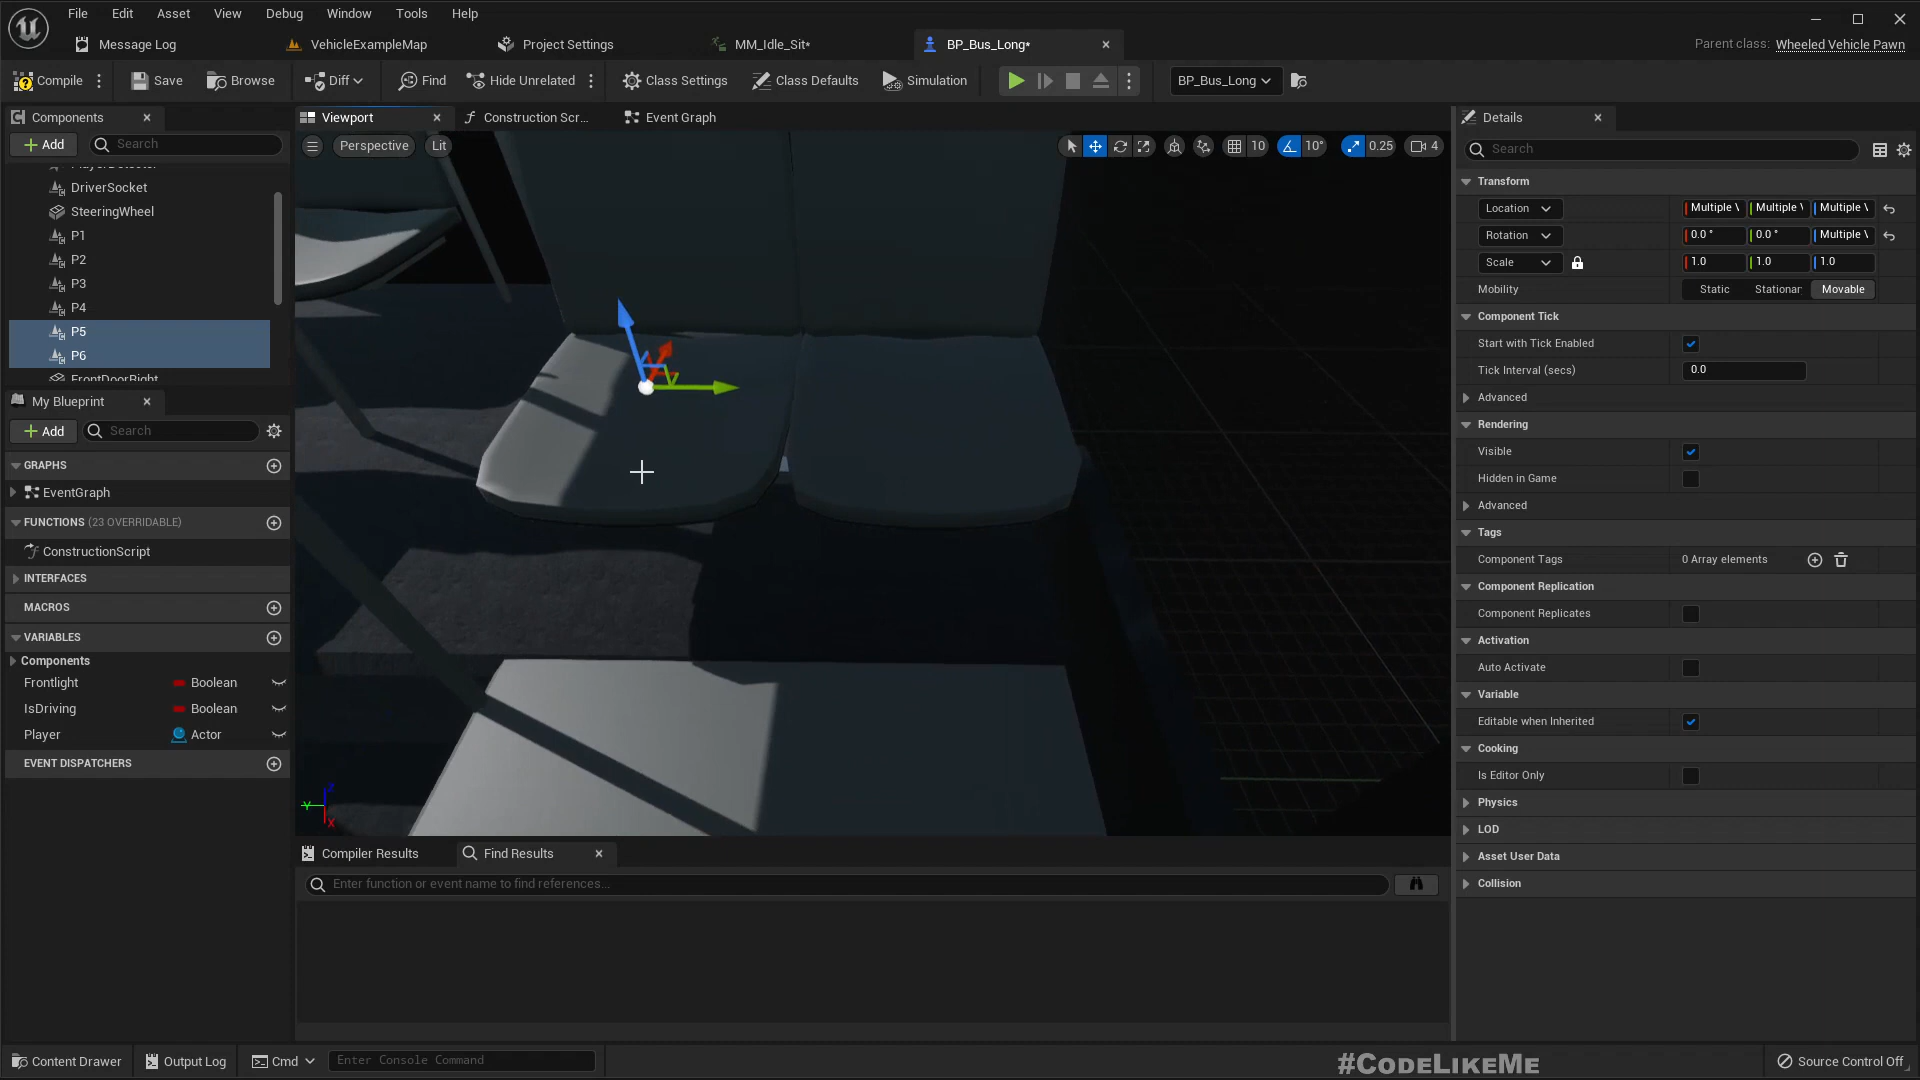 File Edit Asset View Debug Window Tools Help
Message Log VehicleExampleMap Project Settings MM_Idle_Sit* BP_Bus_Long* Parent class: Wheeled Vehicle Pawn
Compile Save Browse Diff Find Hide Unrelated Class Settings Class Defaults Simulation BP_Bus_Long
Components
Add Search
DriverSocket
SteeringWheel
P1
P2
P3
P4
P5
P6
FrontDoorRight
My Blueprint
Add Search
GRAPHS
EventGraph
FUNCTIONS (23 OVERRIDABLE)
ConstructionScript
INTERFACES
MACROS
VARIABLES
Components
Frontlight Boolean
IsDriving Boolean
Player Actor
EVENT DISPATCHERS
Viewport Construction Scr... Event Graph
Perspective Lit 10 10° 0.25 4
Y Z X
Compiler Results Find Results
Enter function or event name to find references...
Details
Search
Transform
Location Multiple V Multiple V Multiple V
Rotation 0.0 ° 0.0 ° Multiple V
Scale 1.0 1.0 1.0
Mobility Static Stationar Movable
Component Tick
Start with Tick Enabled
Tick Interval (secs) 0.0
Advanced
Rendering
Visible
Hidden in Game
Advanced
Tags
Component Tags 0 Array elements
Component Replication
Component Replicates
Activation
Auto Activate
Variable
Editable when Inherited
Cooking
Is Editor Only
Physics
LOD
Asset User Data
Collision
Content Drawer Output Log Cmd Enter Console Command #CODELIKEME Source Control Off